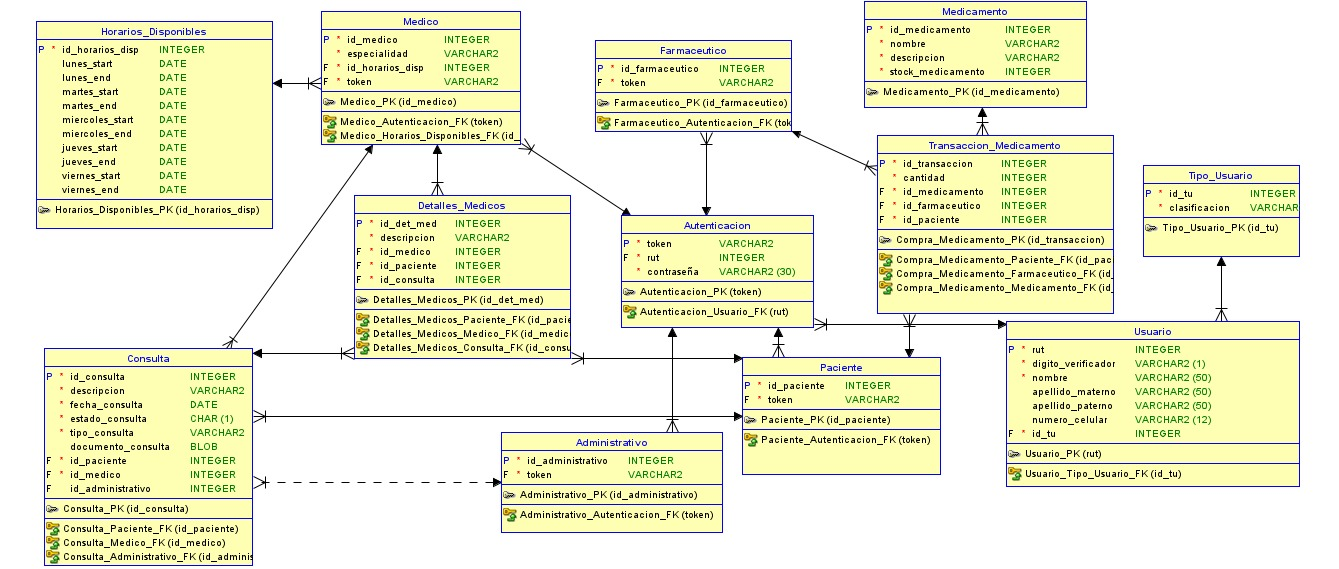 Horarios_Disponibles
P * id_horarios_disp INTEGER
lunes_start DATE
lunes_end DATE
martes_start DATE
martes_end DATE
miercoles_start DATE
miercoles_end DATE
jueves_start DATE
jueves_end DATE
viernes_start DATE
viernes_end DATE
Horarios_Disponibles_PK (id_horarios_disp)
Medico
P * id_medico INTEGER
* especialidad VARCHAR2
F * id_horarios_disp INTEGER
F * token VARCHAR2
Medico_PK (id_medico)
Medico_Autenticacion_FK (token)
Medico_Horarios_Disponibles_FK (id_
Farmaceutico
P * id_farmaceutico INTEGER
F * token VARCHAR2
Farmaceutico_PK (id_farmaceutico)
Farmaceutico_Autenticacion_FK (tok
Medicamento
P * id_medicamento INTEGER
* nombre VARCHAR2
* descripcion VARCHAR2
* stock_medicamento INTEGER
Medicamento_PK (id_medicamento)
Transaccion_Medicamento
P * id_transaccion INTEGER
* cantidad INTEGER
F * id_medicamento INTEGER
F * id_farmaceutico INTEGER
F * id_paciente INTEGER
Compra_Medicamento_PK (id_transaccion)
Compra_Medicamento_Paciente_FK (id_pac
Compra_Medicamento_Farmaceutico_FK (id_
Compra_Medicamento_Medicamento_FK (id_
Tipo_Usuario
P * id_tu INTEGER
* clasificacion VARCHAR
Tipo_Usuario_PK (id_tu)
Detalles_Medicos
P * id_det_med INTEGER
* descripcion VARCHAR2
F * id_medico INTEGER
F * id_paciente INTEGER
F * id_consulta INTEGER
Detalles_Medicos_PK (id_det_med)
Detalles_Medicos_Paciente_FK (id_pacie
Detalles_Medicos_Medico_FK (id_medic
Detalles_Medicos_Consulta_FK (id_consu
Autenticacion
P * token VARCHAR2
F * rut INTEGER
* contraseña VARCHAR2 (30)
Autenticacion_PK (token)
Autenticacion_Usuario_FK (rut)
Usuario
P * rut INTEGER
* digito_verificador VARCHAR2 (1)
* nombre VARCHAR2 (50)
* apellido_materno VARCHAR2 (50)
* apellido_paterno VARCHAR2 (50)
* numero_celular VARCHAR2 (12)
F * id_tu INTEGER
Usuario_PK (rut)
Usuario_Tipo_Usuario_FK (id_tu)
Consulta
P * id_consulta INTEGER
* descripcion VARCHAR2
* fecha_consulta DATE
* estado_consulta CHAR (1)
* tipo_consulta VARCHAR2
documento_consulta BLOB
F * id_paciente INTEGER
F * id_medico INTEGER
F id_administrativo INTEGER
Consulta_PK (id_consulta)
Consulta_Paciente_FK (id_paciente)
Consulta_Medico_FK (id_medico)
Consulta_Administrativo_FK (id_adminis
Paciente
P * id_paciente INTEGER
F * token VARCHAR2
Paciente_PK (id_paciente)
Paciente_Autenticacion_FK (token)
Administrativo
P * id_administrativo INTEGER
F * token VARCHAR2
Administrativo_PK (id_administrativo)
Administrativo_Autenticacion_FK (token)